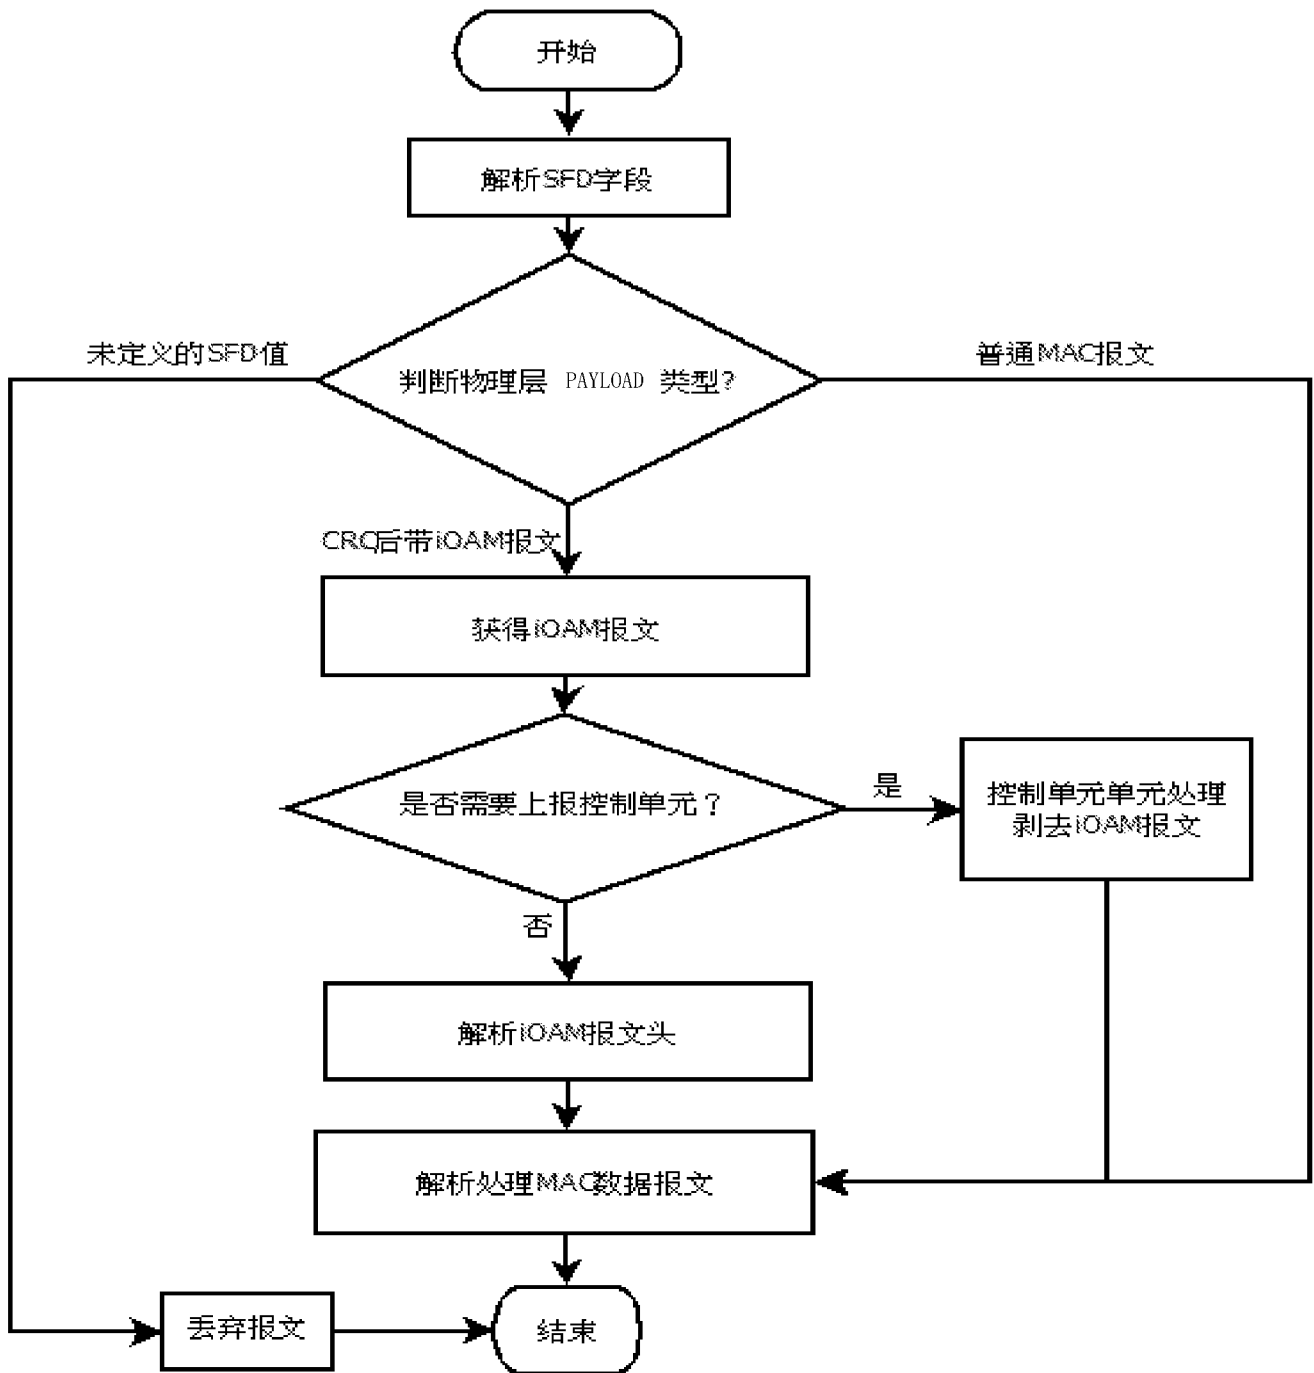 开始
解析SFD字段
未定义的SFD值
普通MAC报文
判断物理层 PAYLOAD 类型?
CRC后带iOAM报文
获得iOAM报文
是否需要上报控制单元？
是
控制单元单元处理
剥去iOAM报文
否
解析iOAM报文头
解析处理MAC数据报文
丢弃报文
结束